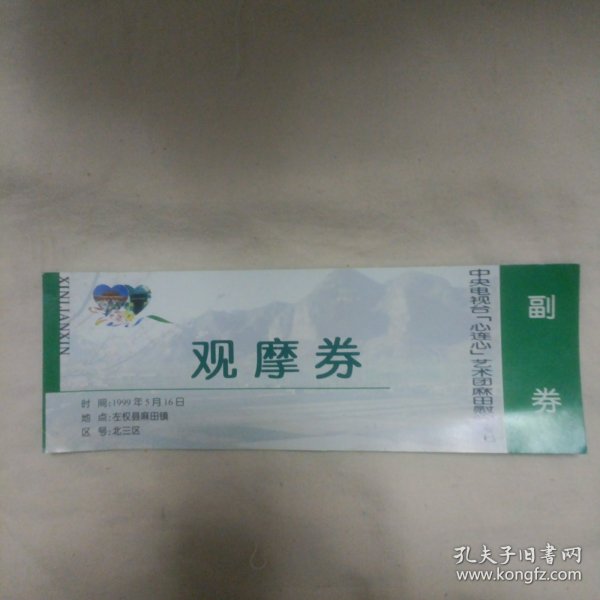 XINLIANXIN
观摩券
时 间:1999年5月16日
地 点:左权县麻田镇
区 号:北三区
中央电视台「心连心」艺术团麻田慰
副券
孔夫子旧书网
www.kongfz.com